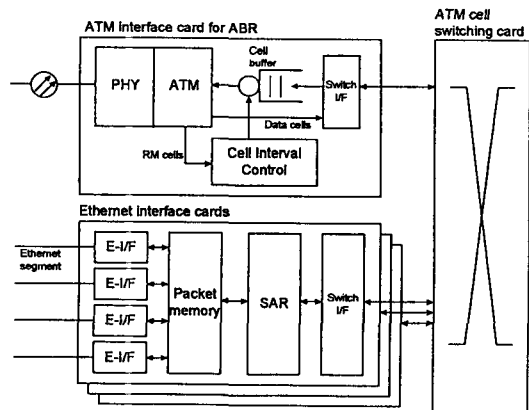 ATM interface card for ABR
ATM cell
switching card
PHY
ATM
Cell
buffer
Switch
I/F
Data cells
RM cells
Cell Interval
Control
Ethernet interface cards
Ethernet
segment
E-I/F
E-I/F
E-I/F
E-I/F
Packet
memory
SAR
Switch
I/F